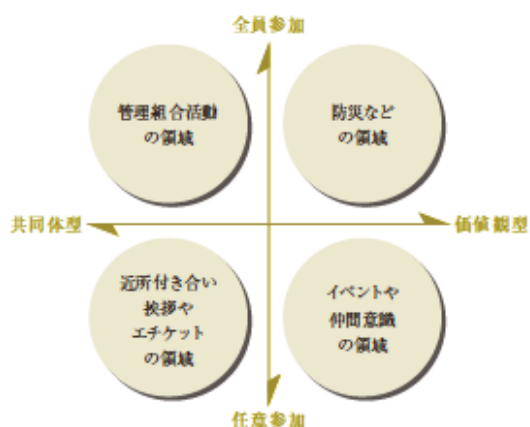 全員参加
管理組合活動
の領域
防災など
の領域
共同体型
価値観型
近所付き合い
挨拶や
エチケット
の領域
イベントや
仲間意識
の領域
任意参加